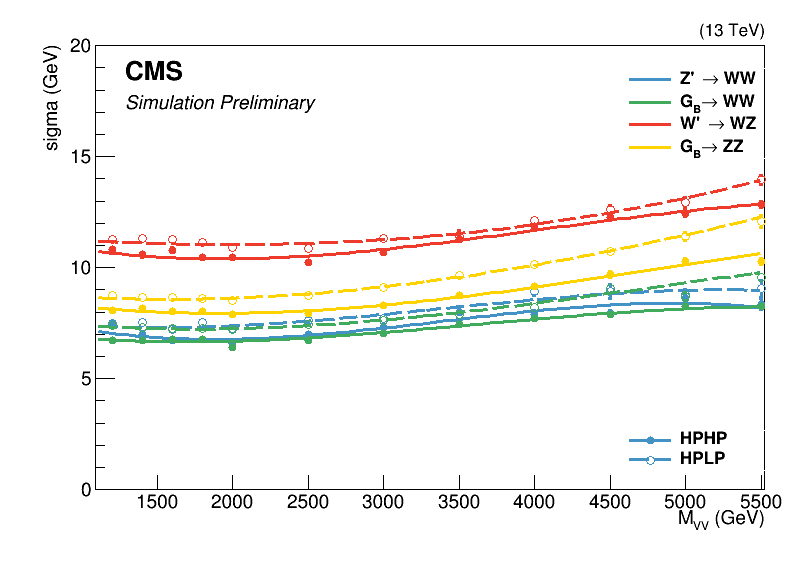 (13 TeV)
20
CMS
Simulation Preliminary
sigma (GeV)
Z' → WW
G_B → WW
W' → WZ
G_B → ZZ
15
10
5
HPHP
HPLP
0
1500 2000 2500 3000 3500 4000 4500 5000 5500
M_VV (GeV)